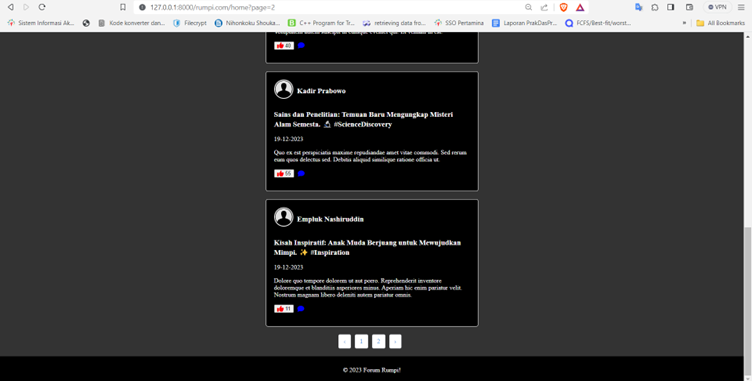 127.0.0.1:8000/rumpi.com/home?page=2
VPN
Sistem Informasi Ak...
Kode konverter dan...
Filecrypt
Nihonkoku Shouka...
C++ Program for Tr...
retrieving data from...
SSO Pertamina
Laporan PrakDasPr...
FCFS/Best-fit/worst...
»
All Bookmarks
40
Kadir Prabowo
Sains dan Penelitian: Temuan Baru Mengungkap Misteri
Alam Semesta. 🔬 #ScienceDiscovery
19-12-2023
Quo ex est perspiciatis maxime repudiandae amet vitae commodi. Sed rerum
eum quos delectus sed. Debitis aliquid similique ratione officia ut.
66
Empluk Nashiruddin
Kisah Inspiratif: Anak Muda Berjuang untuk Mewujudkan
Mimpi. ✨ #Inspiration
19-12-2023
Dolore quo tempore dolorem ut aut porro. Reprehenderit inventore
doloremque et blanditiis asperiores minus. Aperiam hic enim pariatur velit.
Nostrum magnam libero deleniti autem pariatur omnis.
11
‹ 1 2 ›
© 2023 Forum Rumpi!